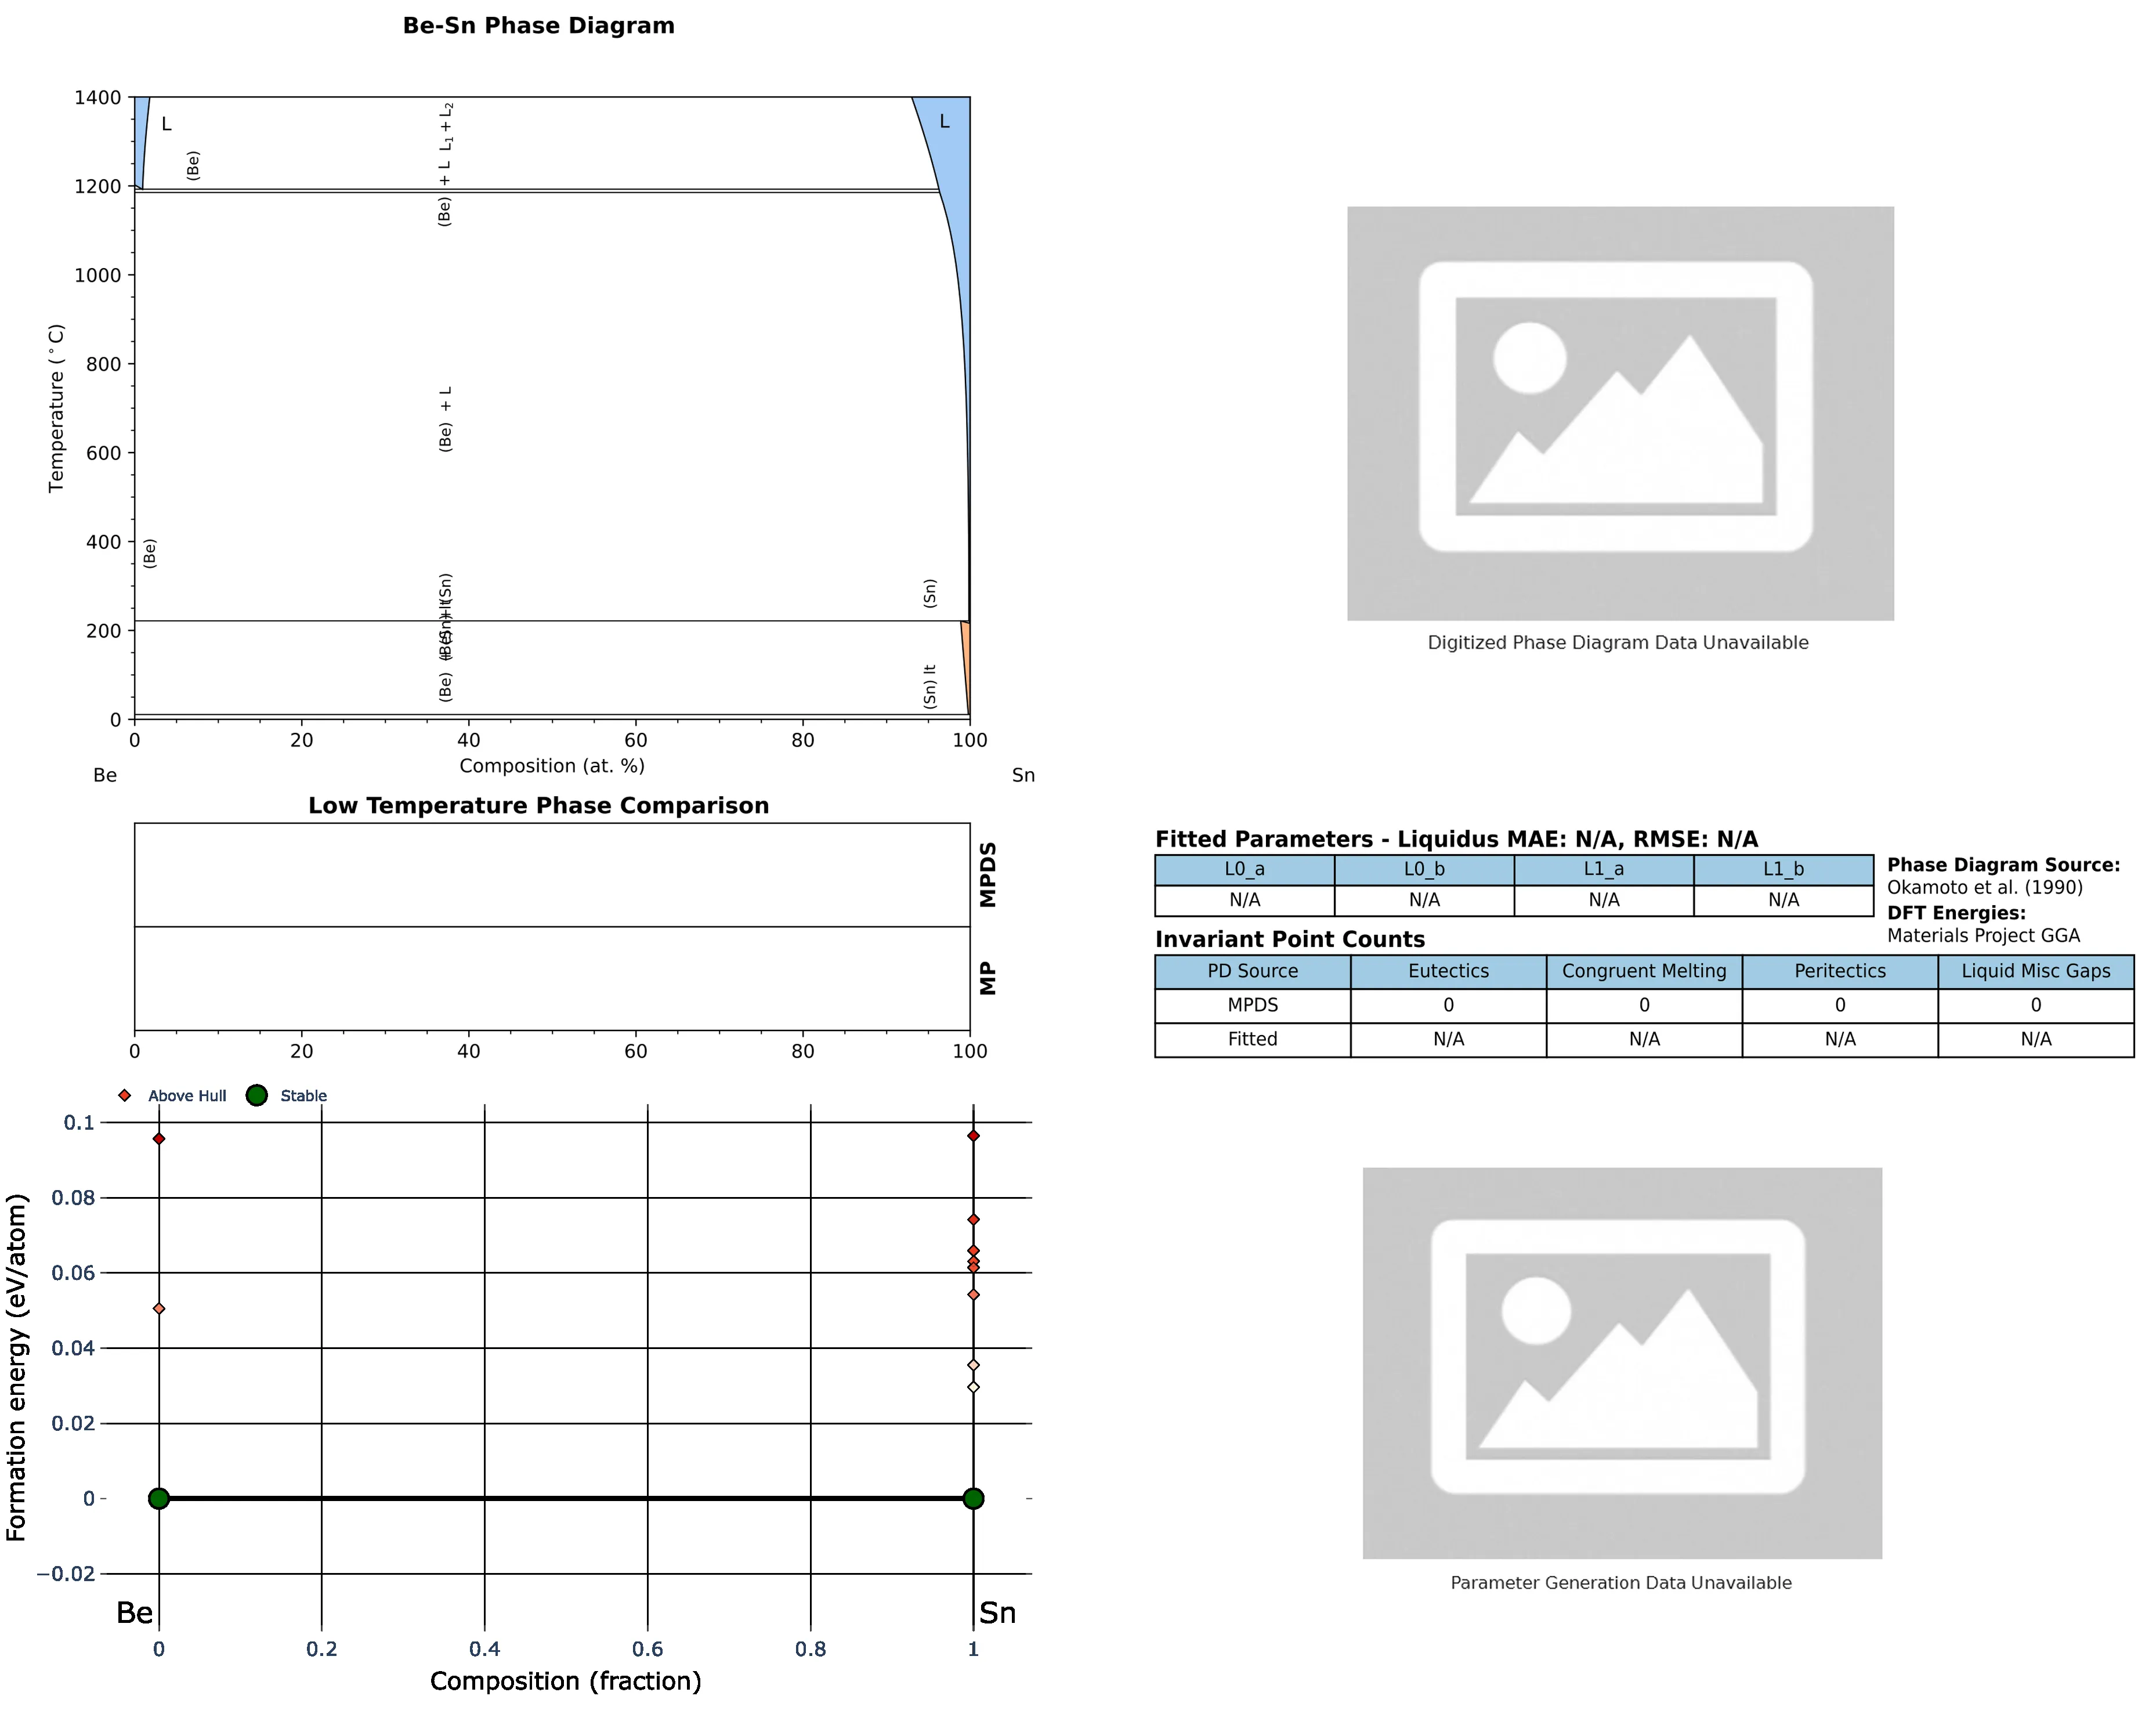 Be-Sn Phase Diagram
1400
1200
1000
800
600
400
200
0
Temperature (°C)
L
(Be)
L₁ + L₂
(Be) + L
L
(Be) + L
(Be)
(Sn)
(Sn) lt
0
20
40
60
80
100
Composition (at. %)
Be
Sn
Digitized Phase Diagram Data Unavailable
Low Temperature Phase Comparison
MPDS
MP
0
20
40
60
80
100
Fitted Parameters - Liquidus MAE: N/A, RMSE: N/A
L0_a L0_b L1_a L1_b
N/A N/A N/A N/A
Phase Diagram Source:
Okamoto et al. (1990)
DFT Energies:
Materials Project GGA
Invariant Point Counts
PD Source Eutectics Congruent Melting Peritectics Liquid Misc Gaps
MPDS 0 0 0 0
Fitted N/A N/A N/A N/A
Above Hull
Stable
0.1
0.08
0.06
0.04
0.02
0
−0.02
Formation energy (eV/atom)
Be
Sn
0
0.2
0.4
0.6
0.8
1
Composition (fraction)
Parameter Generation Data Unavailable